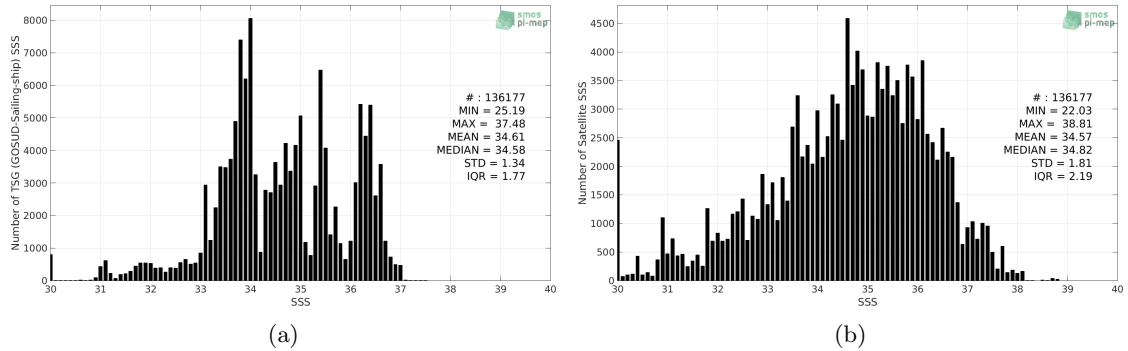 smos
pi-mep
Number of TSG (GOSUD-Sailing-ship) SSS
8000
7000
6000
5000
4000
3000
2000
1000
0
# : 136177
MIN = 25.19
MAX = 37.48
MEAN = 34.61
MEDIAN = 34.58
STD = 1.34
IQR = 1.77
30 31 32 33 34 35 36 37 38 39 40
SSS
(a)
smos
pi-mep
Number of Satellite SSS
4500
4000
3500
3000
2500
2000
1500
1000
500
0
# : 136177
MIN = 22.03
MAX = 38.81
MEAN = 34.57
MEDIAN = 34.82
STD = 1.81
IQR = 2.19
30 31 32 33 34 35 36 37 38 39 40
SSS
(b)